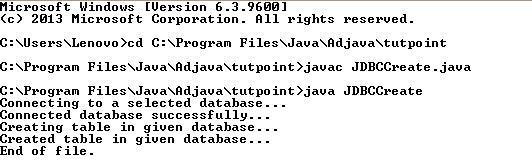 Microsoft Windows [Version 6.3.9600]
(c) 2013 Microsoft Corporation. All rights reserved.
C:\Users\Lenovo>cd C:\Program Files\Java\Adjava\tutpoint
C:\Program Files\Java\Adjava\tutpoint>javac JDBCCreate.java
C:\Program Files\Java\Adjava\tutpoint>java JDBCCreate
Connecting to a selected database...
Connected database successfully...
Creating table in given database...
Created table in given database...
End of file.